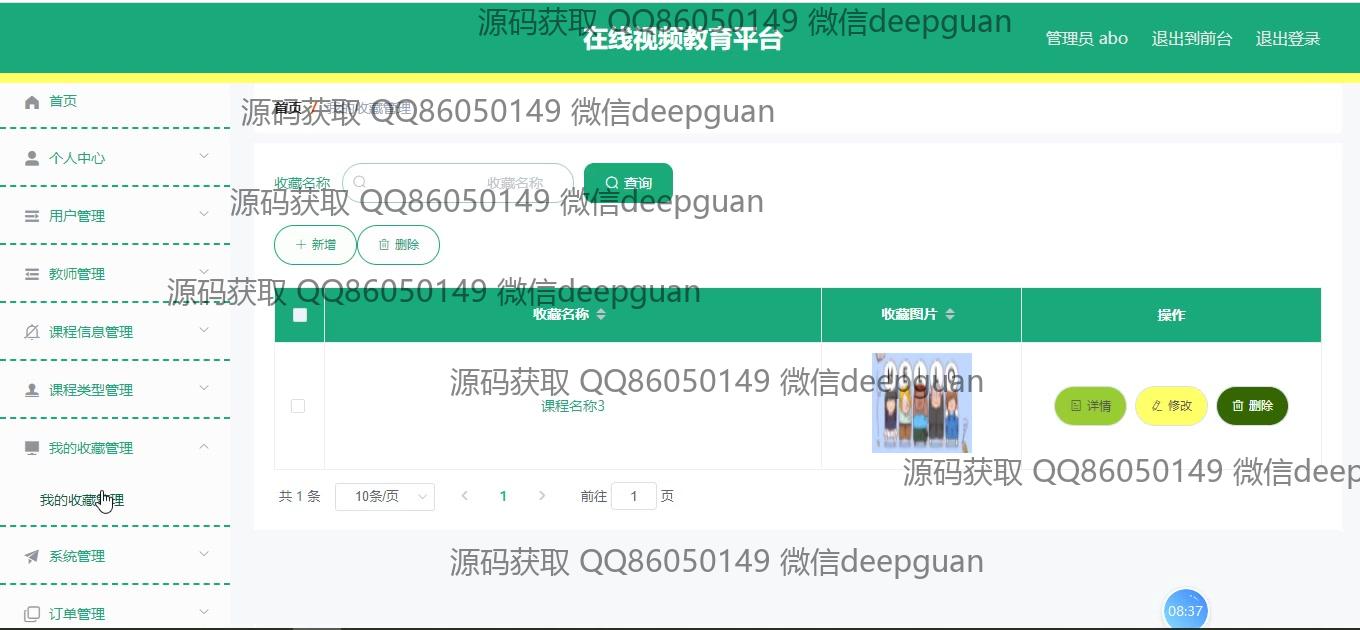 源码获取 QQ86050149 微信deepguan
在线视频教育平台
管理员 abo 退出到前台 退出登录
首页
源码获取 QQ86050149 微信deepguan
首页 / 我的收藏管理
个人中心
收藏名称 收藏名称 查询
源码获取 QQ86050149 微信deepguan
用户管理
新增 删除
教师管理
源码获取 QQ86050149 微信deepguan
收藏名称 收藏图片 操作
课程信息管理
源码获取 QQ86050149 微信deepguan
课程类型管理
课程名称3 详情 修改 删除
我的收藏管理
源码获取 QQ86050149 微信deep
我的收藏管理
共 1 条 10条/页 1 前往 1 页
系统管理
源码获取 QQ86050149 微信deepguan
订单管理
08:37